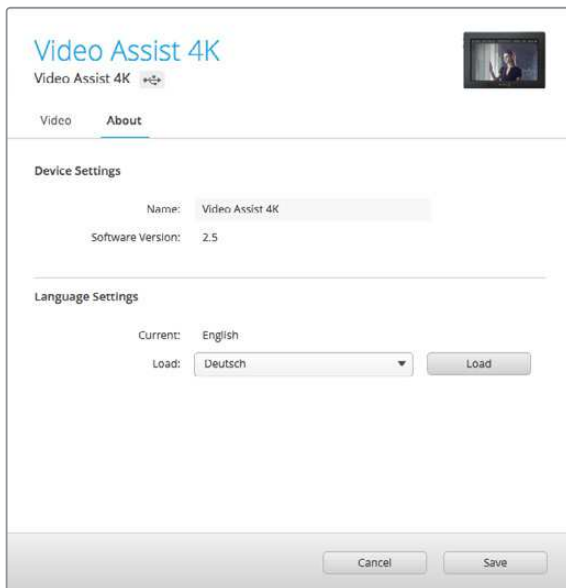 Video Assist 4K
Video Assist 4K
Video About
Device Settings
Name: Video Assist 4K
Software Version: 2.5
Language Settings
Current: English
Load: Deutsch Load
Cancel Save